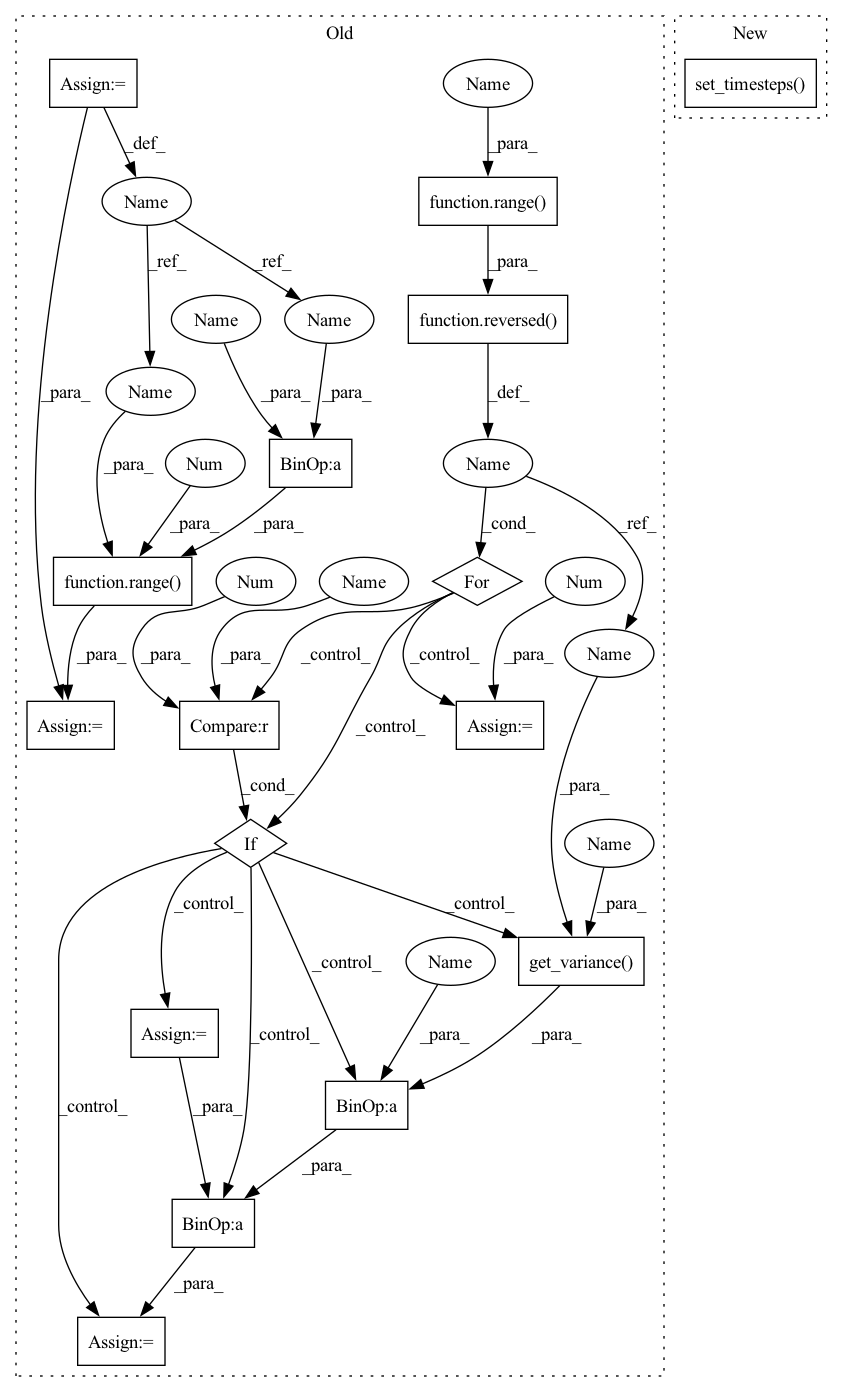 Old
New
Assign:=
Name
set_timesteps()
_def_
_para_
Name
function.range()
_ref_
_ref_
_para_
Name
Name
function.reversed()
_para_
Name
_para_
_para_
_def_
Num
BinOp:a
Name
_para_
_para_
_para_
_cond_
_ref_
function.range()
Num
Name
For
Num
_para_
_para_
_para_
_control_
_control_
_para_
Name
Assign:=
Compare:r
Assign:=
_control_
_cond_
_para_
If
Name
_control_
_control_
_para_
_control_
Name
get_variance()
Assign:=
_control_
_para_
_para_
_control_
_para_
BinOp:a
_para_
BinOp:a
_para_
Assign:=